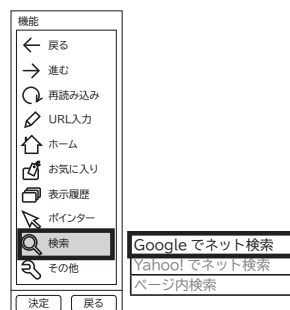 機能
戻る
進む
再読み込み
URL入力
ホーム
お気に入り
表示履歴
ポインター
検索
その他
決定 戻る
Google でネット検索
Yahoo! でネット検索
ページ内検索